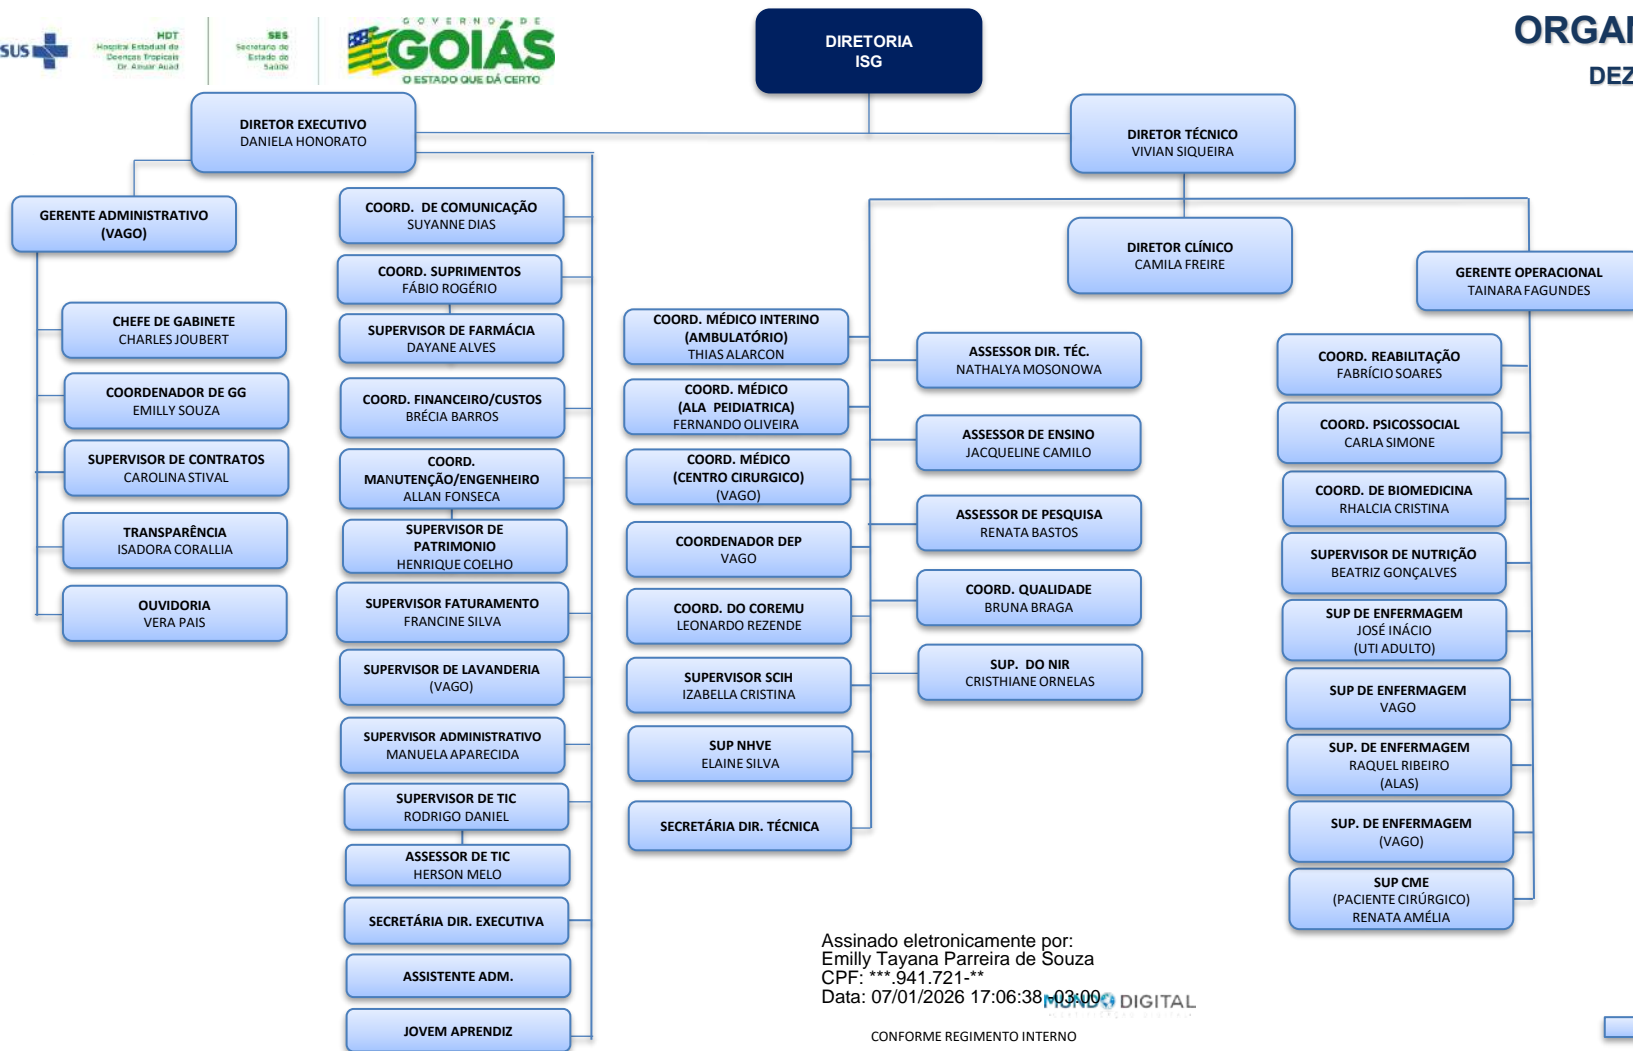 SUS
HDT
Hospital Estadual de
Doenças Tropicais
Dr. Anuar Auad
SES
Secretaria de
Estado da
Saúde
GOVERNO DE
GOIÁS
O ESTADO QUE DÁ CERTO
DIRETORIA
ISG
ORGAN
DEZ
DIRETOR EXECUTIVO
DANIELA HONORATO
DIRETOR TÉCNICO
VIVIAN SIQUEIRA
GERENTE ADMINISTRATIVO
(VAGO)
CHEFE DE GABINETE
CHARLES JOUBERT
COORDENADOR DE GG
EMILLY SOUZA
SUPERVISOR DE CONTRATOS
CAROLINA STIVAL
TRANSPARÊNCIA
ISADORA CORALLIA
OUVIDORIA
VERA PAIS
COORD. DE COMUNICAÇÃO
SUYANNE DIAS
COORD. SUPRIMENTOS
FÁBIO ROGÉRIO
SUPERVISOR DE FARMÁCIA
DAYANE ALVES
COORD. FINANCEIRO/CUSTOS
BRÉCIA BARROS
COORD.
MANUTENÇÃO/ENGENHEIRO
ALLAN FONSECA
SUPERVISOR DE
PATRIMONIO
HENRIQUE COELHO
SUPERVISOR FATURAMENTO
FRANCINE SILVA
SUPERVISOR DE LAVANDERIA
(VAGO)
SUPERVISOR ADMINISTRATIVO
MANUELA APARECIDA
SUPERVISOR DE TIC
RODRIGO DANIEL
ASSESSOR DE TIC
HERSON MELO
SECRETÁRIA DIR. EXECUTIVA
ASSISTENTE ADM.
JOVEM APRENDIZ
DIRETOR CLÍNICO
CAMILA FREIRE
COORD. MÉDICO INTERINO
(AMBULATÓRIO)
THIAS ALARCON
COORD. MÉDICO
(ALA PEIDIATRICA)
FERNANDO OLIVEIRA
COORD. MÉDICO
(CENTRO CIRURGICO)
(VAGO)
COORDENADOR DEP
VAGO
COORD. DO COREMU
LEONARDO REZENDE
SUPERVISOR SCIH
IZABELLA CRISTINA
SUP NHVE
ELAINE SILVA
SECRETÁRIA DIR. TÉCNICA
ASSESSOR DIR. TÉC.
NATHALYA MOSONOWA
ASSESSOR DE ENSINO
JACQUELINE CAMILO
ASSESSOR DE PESQUISA
RENATA BASTOS
COORD. QUALIDADE
BRUNA BRAGA
SUP. DO NIR
CRISTHIANE ORNELAS
GERENTE OPERACIONAL
TAINARA FAGUNDES
COORD. REABILITAÇÃO
FABRÍCIO SOARES
COORD. PSICOSSOCIAL
CARLA SIMONE
COORD. DE BIOMEDICINA
RHALCIA CRISTINA
SUPERVISOR DE NUTRIÇÃO
BEATRIZ GONÇALVES
SUP DE ENFERMAGEM
JOSÉ INÁCIO
(UTI ADULTO)
SUP DE ENFERMAGEM
VAGO
SUP. DE ENFERMAGEM
RAQUEL RIBEIRO
(ALAS)
SUP. DE ENFERMAGEM
(VAGO)
SUP CME
(PACIENTE CIRÚRGICO)
RENATA AMÉLIA
Assinado eletronicamente por:
Emilly Tayana Parreira de Souza
CPF: ***.941.721-**
Data: 07/01/2026 17:06:38 -03:00
MUNDO DIGITAL
CONFORME REGIMENTO INTERNO